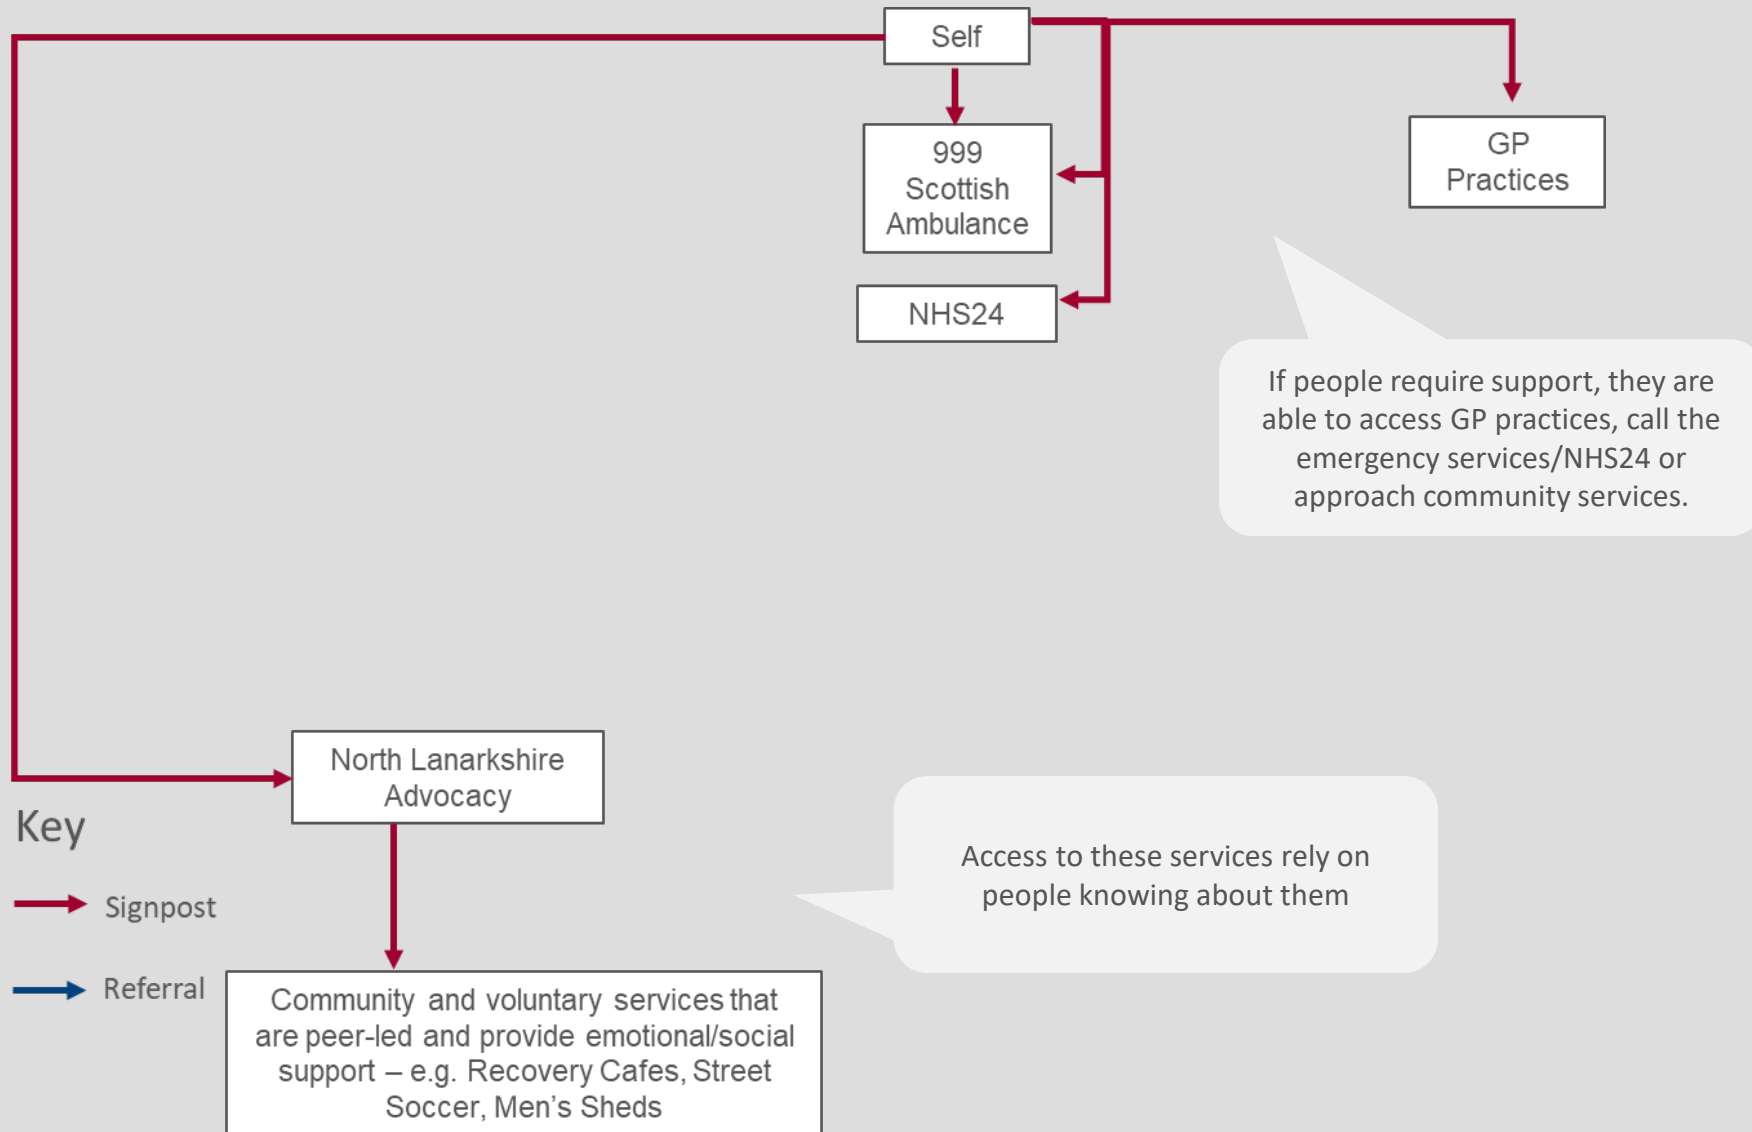 Self
999
Scottish
Ambulance
GP
Practices
NHS24
If people require support, they are
able to access GP practices, call the
emergency services/NHS24 or
approach community services.
North Lanarkshire
Advocacy
Key
Access to these services rely on
people knowing about them
Signpost
Referral
Community and voluntary services that
are peer-led and provide emotional/social
support – e.g. Recovery Cafes, Street
Soccer, Men’s Sheds